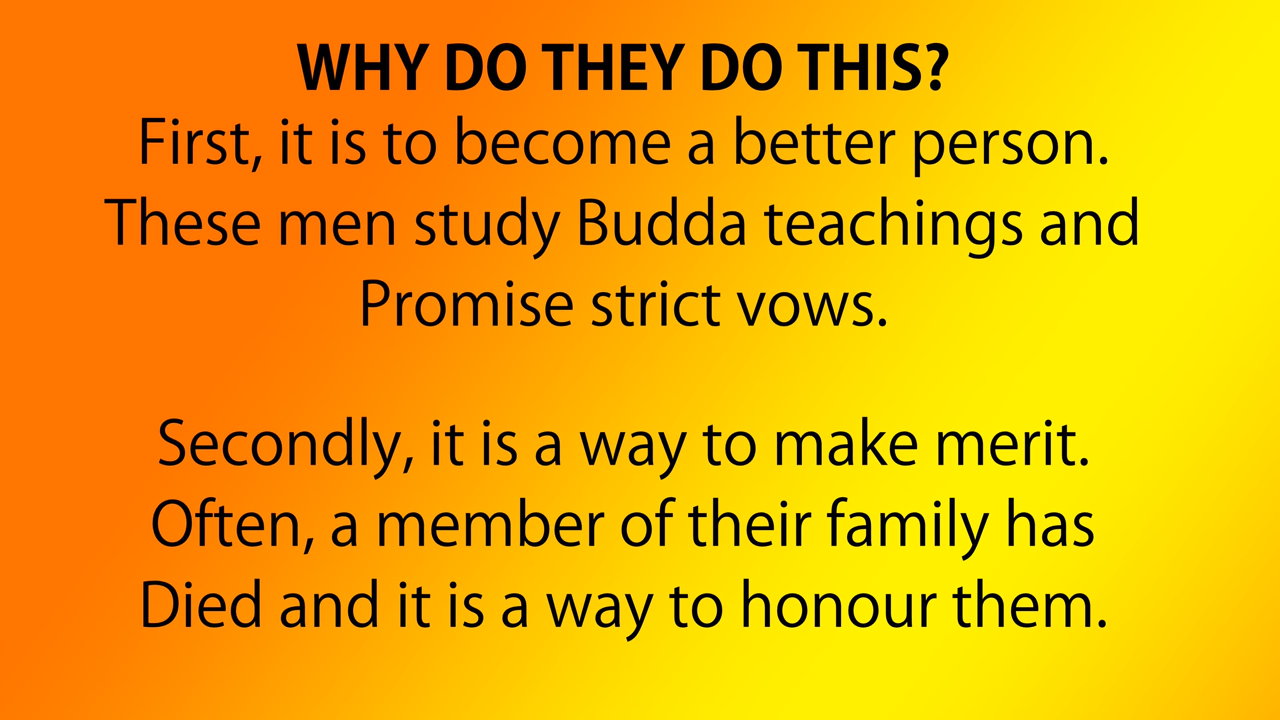 WHY DO THEY DO THIS?
First, it is to become a better person.
These men study Budda teachings and
Promise strict vows.
Secondly, it is a way to make merit.
Often, a member of their family has
Died and it is a way to honour them.